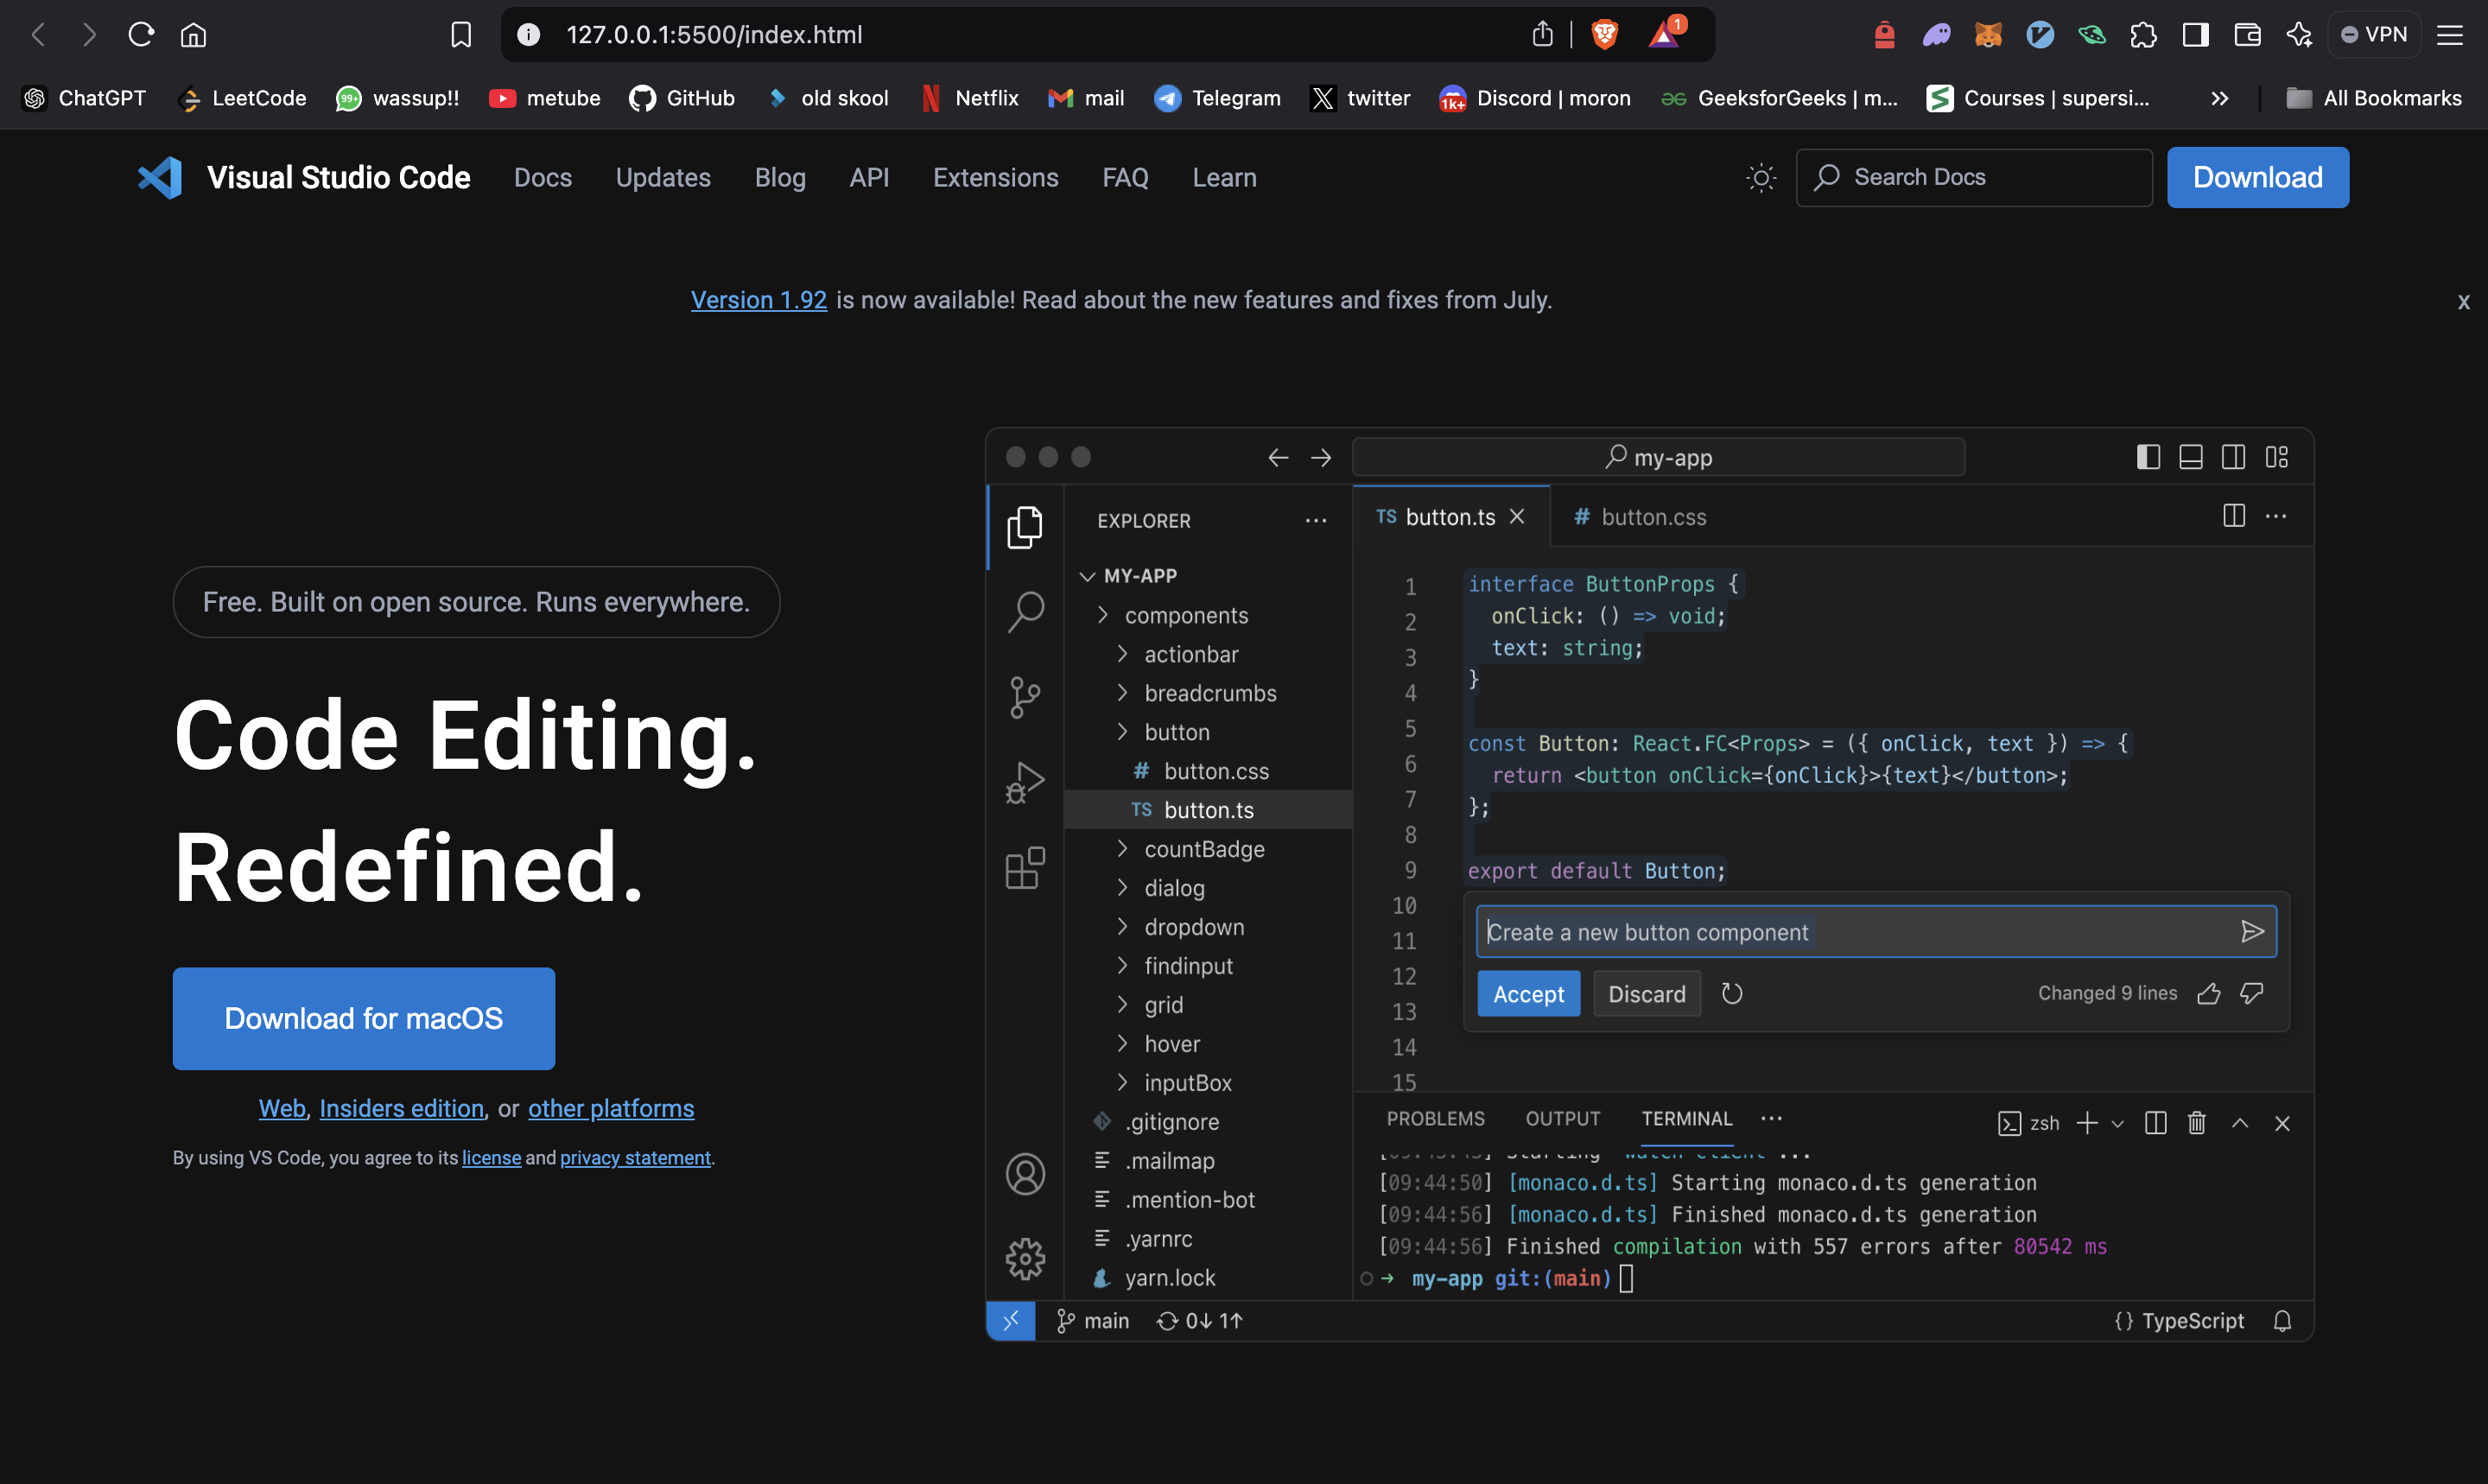 127.0.0.1:5500/index.html
1
VPN
ChatGPT
LeetCode
99+
wassup!!
metube
GitHub
old skool
Netflix
mail
Telegram
twitter
1k+
Discord | moron
GeeksforGeeks | m...
Courses | supersi...
All Bookmarks
Visual Studio Code
Docs
Updates
Blog
API
Extensions
FAQ
Learn
Search Docs
Download
Version 1.92 is now available! Read about the new features and fixes from July.
x
Free. Built on open source. Runs everywhere.
Code Editing.
Redefined.
Download for macOS
Web, Insiders edition, or other platforms
By using VS Code, you agree to its license and privacy statement.
my-app
EXPLORER
MY-APP
components
actionbar
breadcrumbs
button
# button.css
TS button.ts
countBadge
dialog
dropdown
findinput
grid
hover
inputBox
.gitignore
.mailmap
.mention-bot
.yarnrc
yarn.lock
TS button.ts
# button.css
1
2
3
4
5
6
7
8
9
10
11
12
13
14
15
interface ButtonProps {
onClick: () => void;
text: string;
}
const Button: React.FC<Props> = ({ onClick, text }) => {
return <button onClick={onClick}>{text}</button>;
};
export default Button;
Create a new button component
Accept
Discard
Changed 9 lines
PROBLEMS
OUTPUT
TERMINAL
zsh
[09:44:50] [monaco.d.ts] Starting monaco.d.ts generation
[09:44:56] [monaco.d.ts] Finished monaco.d.ts generation
[09:44:56] Finished compilation with 557 errors after 80542 ms
my-app git:(main)
main
0↓ 1↑
{} TypeScript